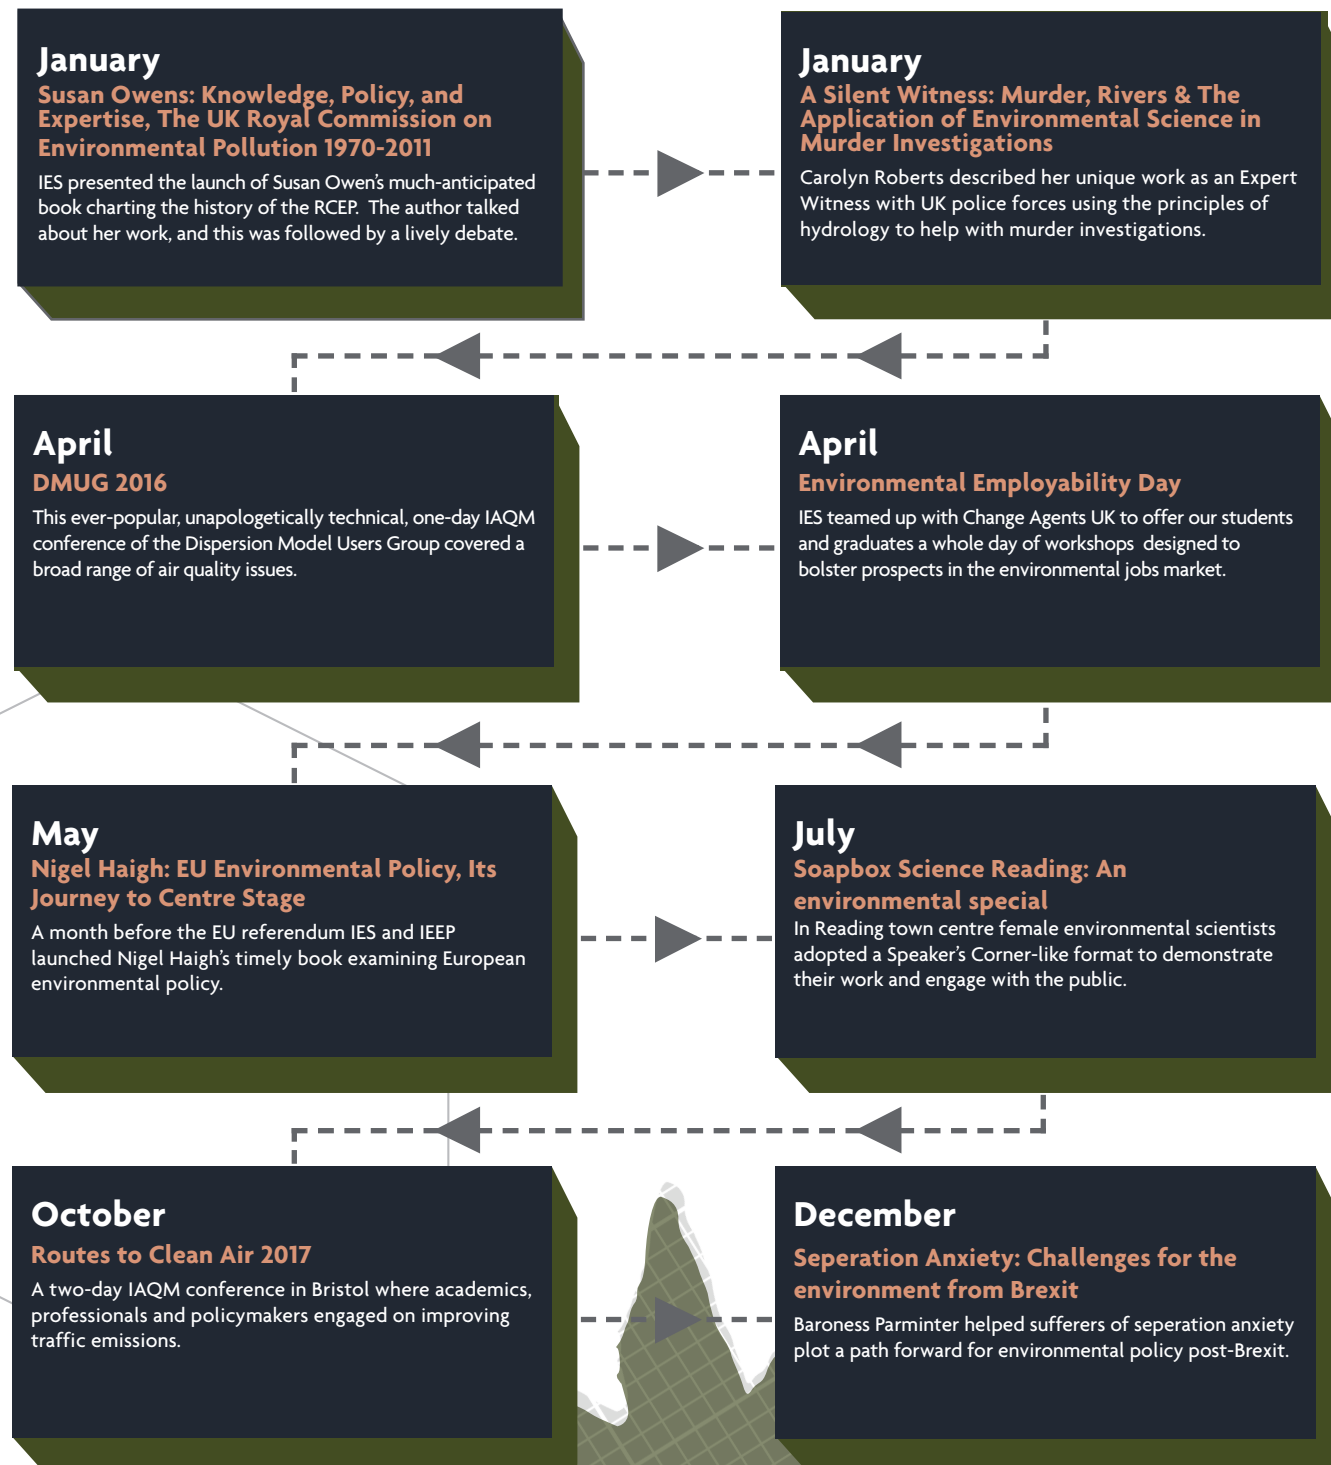 January
Susan Owens: Knowledge, Policy, and
Expertise, The UK Royal Commission on
Environmental Pollution 1970-2011
IES presented the launch of Susan Owen's much-anticipated
book charting the history of the RCEP.  The author talked
about her work, and this was followed by a lively debate.
January
A Silent Witness: Murder, Rivers & The
Application of Environmental Science in
Murder Investigations
Carolyn Roberts described her unique work as an Expert
Witness with UK police forces using the principles of
hydrology to help with murder investigations.
April
DMUG 2016
This ever-popular, unapologetically technical, one-day IAQM
conference of the Dispersion Model Users Group covered a
broad range of air quality issues.
April
Environmental Employability Day
IES teamed up with Change Agents UK to offer our students
and graduates a whole day of workshops  designed to
bolster prospects in the environmental jobs market.
May
Nigel Haigh: EU Environmental Policy, Its
Journey to Centre Stage
A month before the EU referendum IES and IEEP
launched Nigel Haigh's timely book examining European
environmental policy.
July
Soapbox Science Reading: An
environmental special
In Reading town centre female environmental scientists
adopted a Speaker's Corner-like format to demonstrate
their work and engage with the public.
October
Routes to Clean Air 2017
A two-day IAQM conference in Bristol where academics,
professionals and policymakers engaged on improving
traffic emissions.
December
Seperation Anxiety: Challenges for the
environment from Brexit
Baroness Parminter helped sufferers of seperation anxiety
plot a path forward for environmental policy post-Brexit.